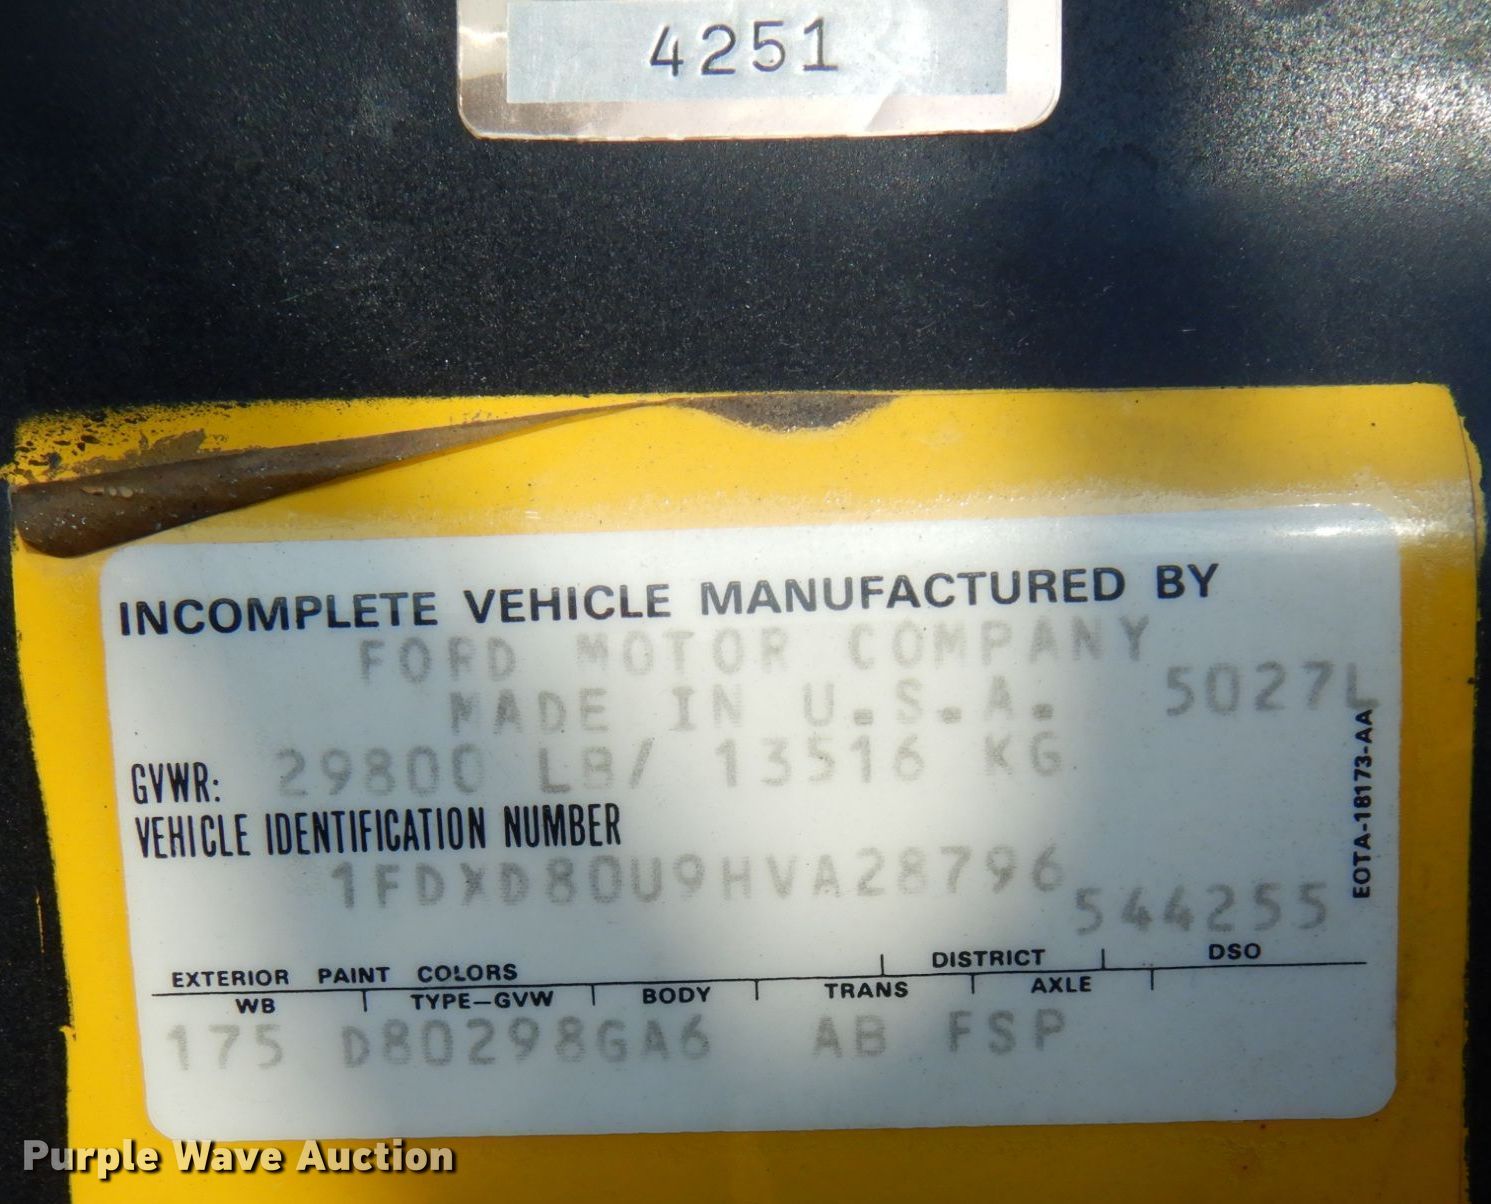 4251
INCOMPLETE VEHICLE MANUFACTURED BY
FORD MOTOR COMPANY
MADE IN U.S.A. 5027L
GVWR: 29800 LB/ 13516 KG
VEHICLE IDENTIFICATION NUMBER
1FDXD80U9HVA28796
544255
EOTA-18173-AA
EXTERIOR PAINT COLORS DISTRICT DSO
WB TYPE-GVW BODY TRANS AXLE
175 D80298GA6 AB FSP
Purple Wave Auction